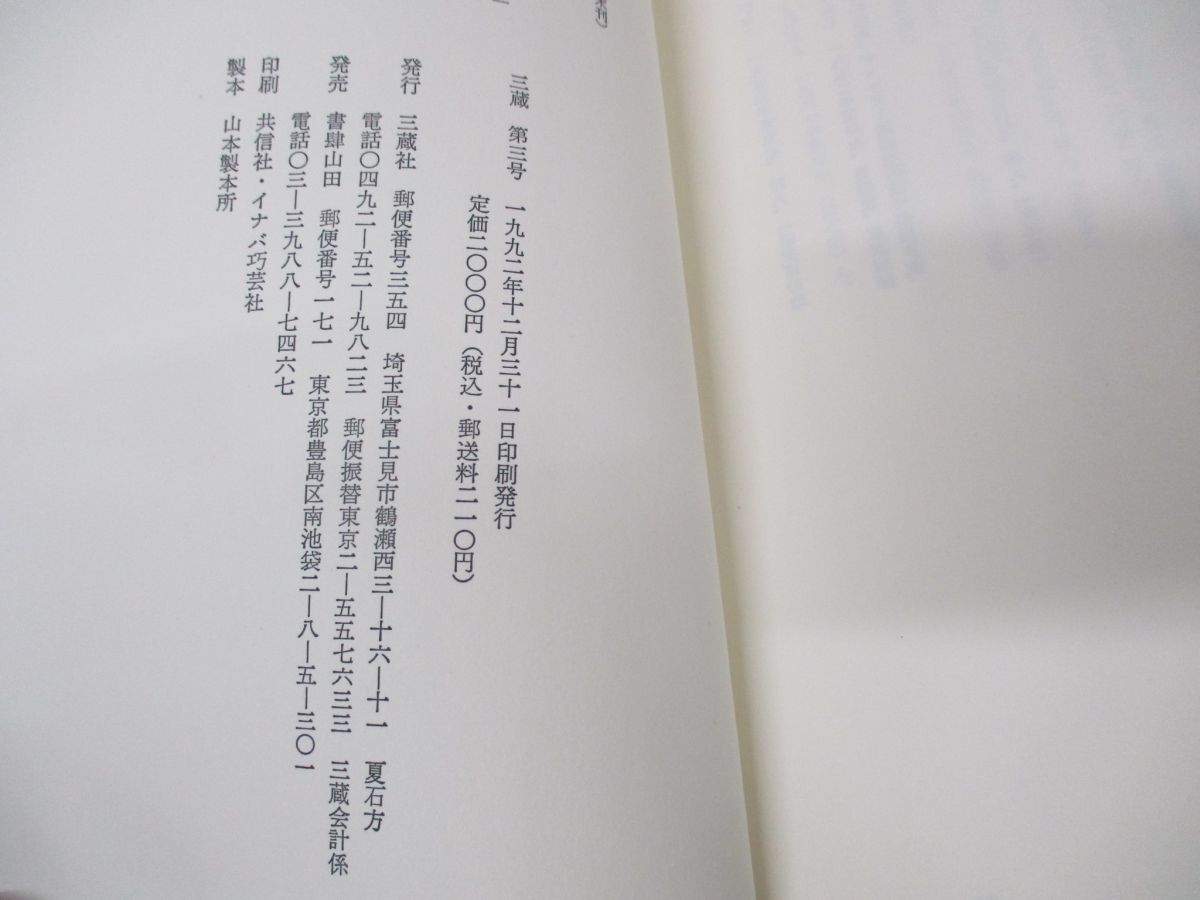 三蔵　第三号　一九九二年十二月三十一日印刷発行
定価二〇〇〇円（税込・郵送料二一〇円）
発行　三蔵社　郵便番号三五四　埼玉県富士見市鶴瀬西三―十六―十一　夏石方
電話〇四九二―五二―九八二三　郵便振替東京二―五五七六三三　三蔵会計係
発売　書肆山田　郵便番号一七一　東京都豊島区南池袋二―八―五―三〇一
電話〇三―三九八八―七四六七
印刷　共信社・イナバ巧芸社
製本　山本製本所